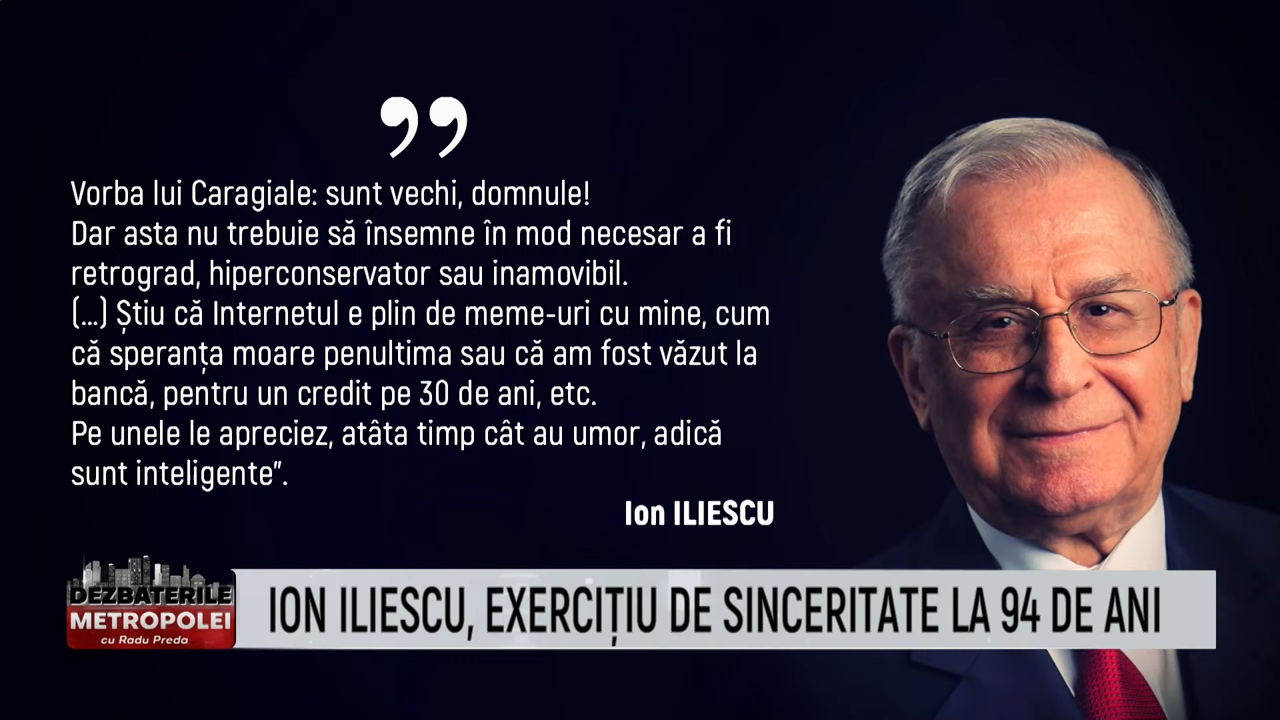 ”
Vorba lui Caragiale: sunt vechi, domnule!
Dar asta nu trebuie să însemne în mod necesar a fi
retrograd, hiperconservator sau inamovibil.
(...) Știu că Internetul e plin de meme-uri cu mine, cum
că speranța moare penultima sau că am fost văzut la
bancă, pentru un credit pe 30 de ani, etc.
Pe unele le apreciez, atâta timp cât au umor, adică
sunt inteligente”.
Ion ILIESCU
DEZBATERILE
METROPOLEI
cu Radu Preda
ION ILIESCU, EXERCIȚIU DE SINCERITATE LA 94 DE ANI